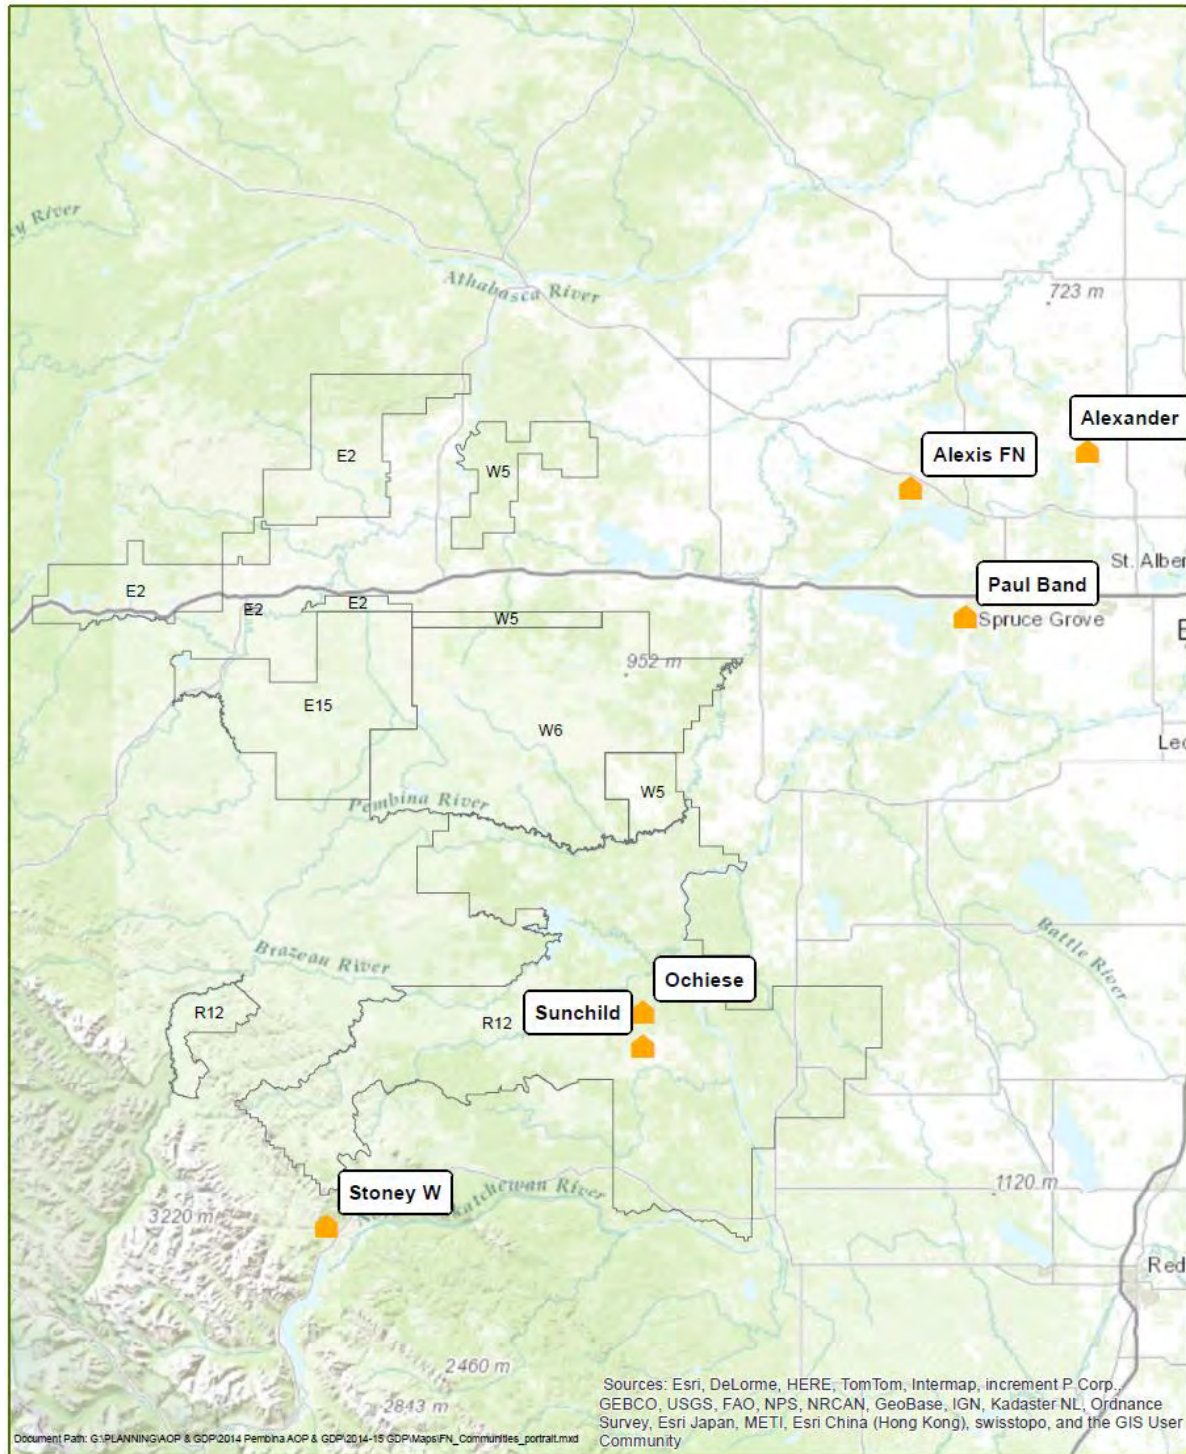 River
Athabasca River
723 m
Alexander
Alexis FN
E2
W5
St. Alber
Paul Band
E2
E2
E2
W5
Spruce Grove
E
952 m
E15
W6
Lec
W5
Pembina River
Battle River
Brazeau River
Ochiese
Sunchild
R12
R12
Stoney W
katchewan River
1120 m
3220 m
Red
2460 m
2843 m
Sources: Esri, DeLorme, HERE, TomTom, Intermap, increment P Corp.,
GEBCO, USGS, FAO, NPS, NRCAN, GeoBase, IGN, Kadaster NL, Ordnance
Survey, Esri Japan, METI, Esri China (Hong Kong), swisstopo, and the GIS User
Community
Document Path: G:\PLANNING\AOP & GDP\2014 Pembina AOP & GDP\2014-15 GDP\Maps\FN_Communities_portrait.mxd